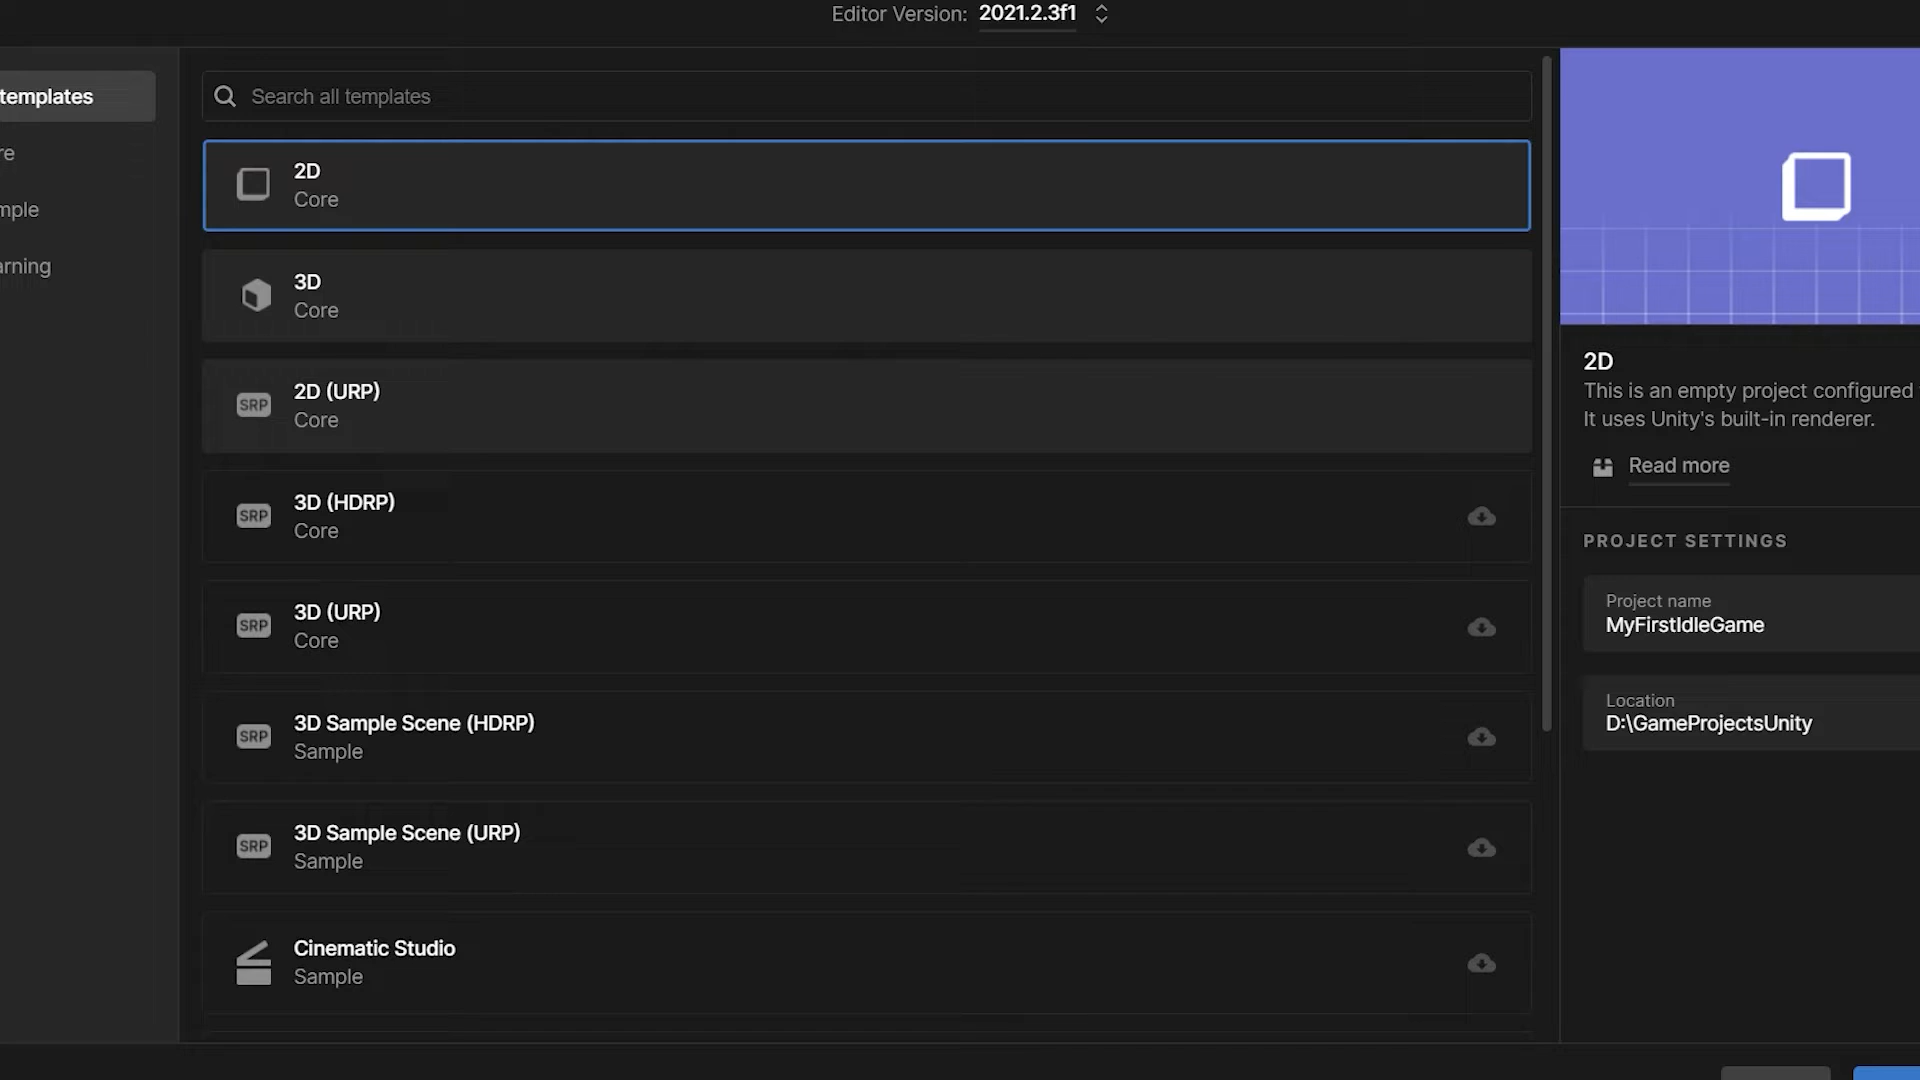 Editor Version: 2021.2.3f1
templates
re
mple
arning
Search all templates
2D
Core
3D
Core
SRP
2D (URP)
Core
SRP
3D (HDRP)
Core
SRP
3D (URP)
Core
SRP
3D Sample Scene (HDRP)
Sample
SRP
3D Sample Scene (URP)
Sample
Cinematic Studio
Sample
2D
This is an empty project configured
It uses Unity's built-in renderer.
Read more
PROJECT SETTINGS
Project name
MyFirstIdleGame
Location
D:\GameProjectsUnity